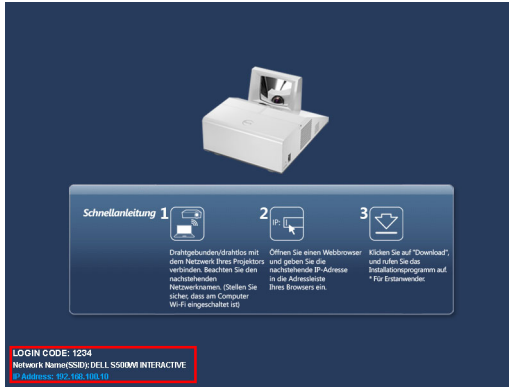 Schnellanleitung 1
2
3
IP:
Drahtgebunden/drahtlos mit
dem Netzwerk Ihres Projektors
verbinden. Beachten Sie den
nachstehenden
Netzwerknamen. (Stellen Sie
sicher, dass am Computer
Wi-Fi eingeschaltet ist)
Öffnen Sie einen Webbrowser
und geben Sie die
nachstehende IP-Adresse
in die Adressleiste
Ihres Browsers ein.
Klicken Sie auf "Download",
und rufen Sie das
Installationsprogramm auf.
* Für Erstanwender.
LOGIN CODE: 1234
Network Name(SSID): DELL S500WI INTERACTIVE
IP Address: 192.168.100.10